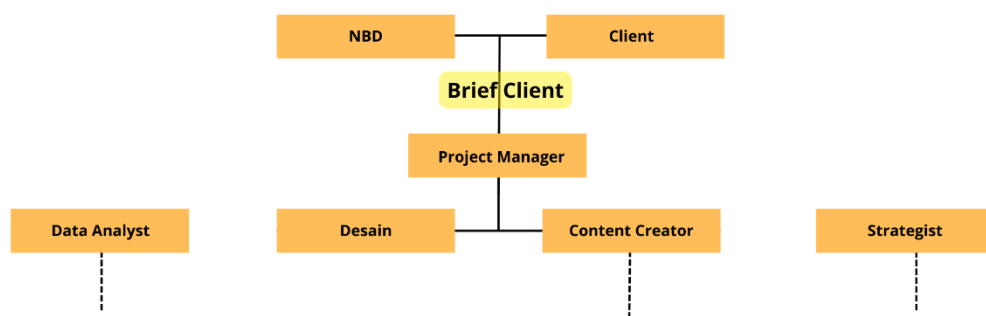 NBD
Client
Brief Client
Project Manager
Data Analyst
Desain
Content Creator
Strategist